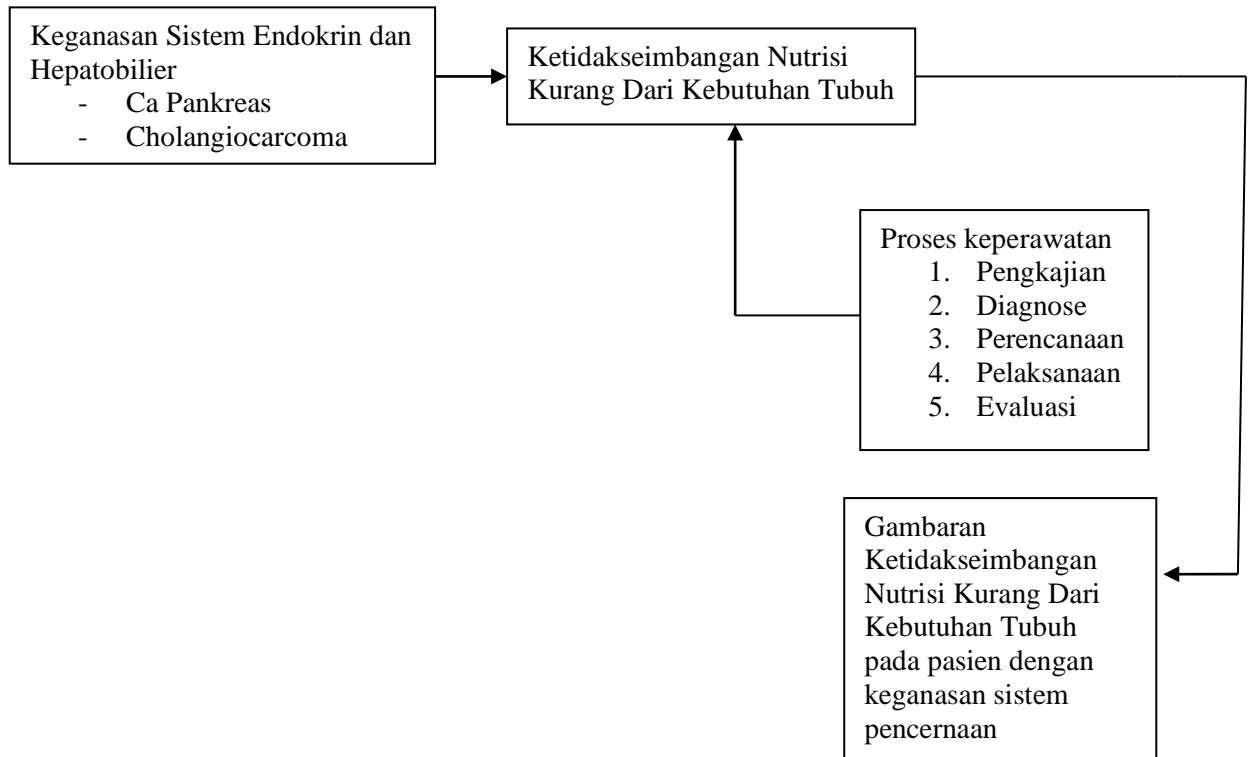 Keganasan Sistem Endokrin dan
Hepatobilier
- Ca Pankreas
- Cholangiocarcoma
Ketidakseimbangan Nutrisi
Kurang Dari Kebutuhan Tubuh
Proses keperawatan
1. Pengkajian
2. Diagnose
3. Perencanaan
4. Pelaksanaan
5. Evaluasi
Gambaran
Ketidakseimbangan
Nutrisi Kurang Dari
Kebutuhan Tubuh
pada pasien dengan
keganasan sistem
pencernaan